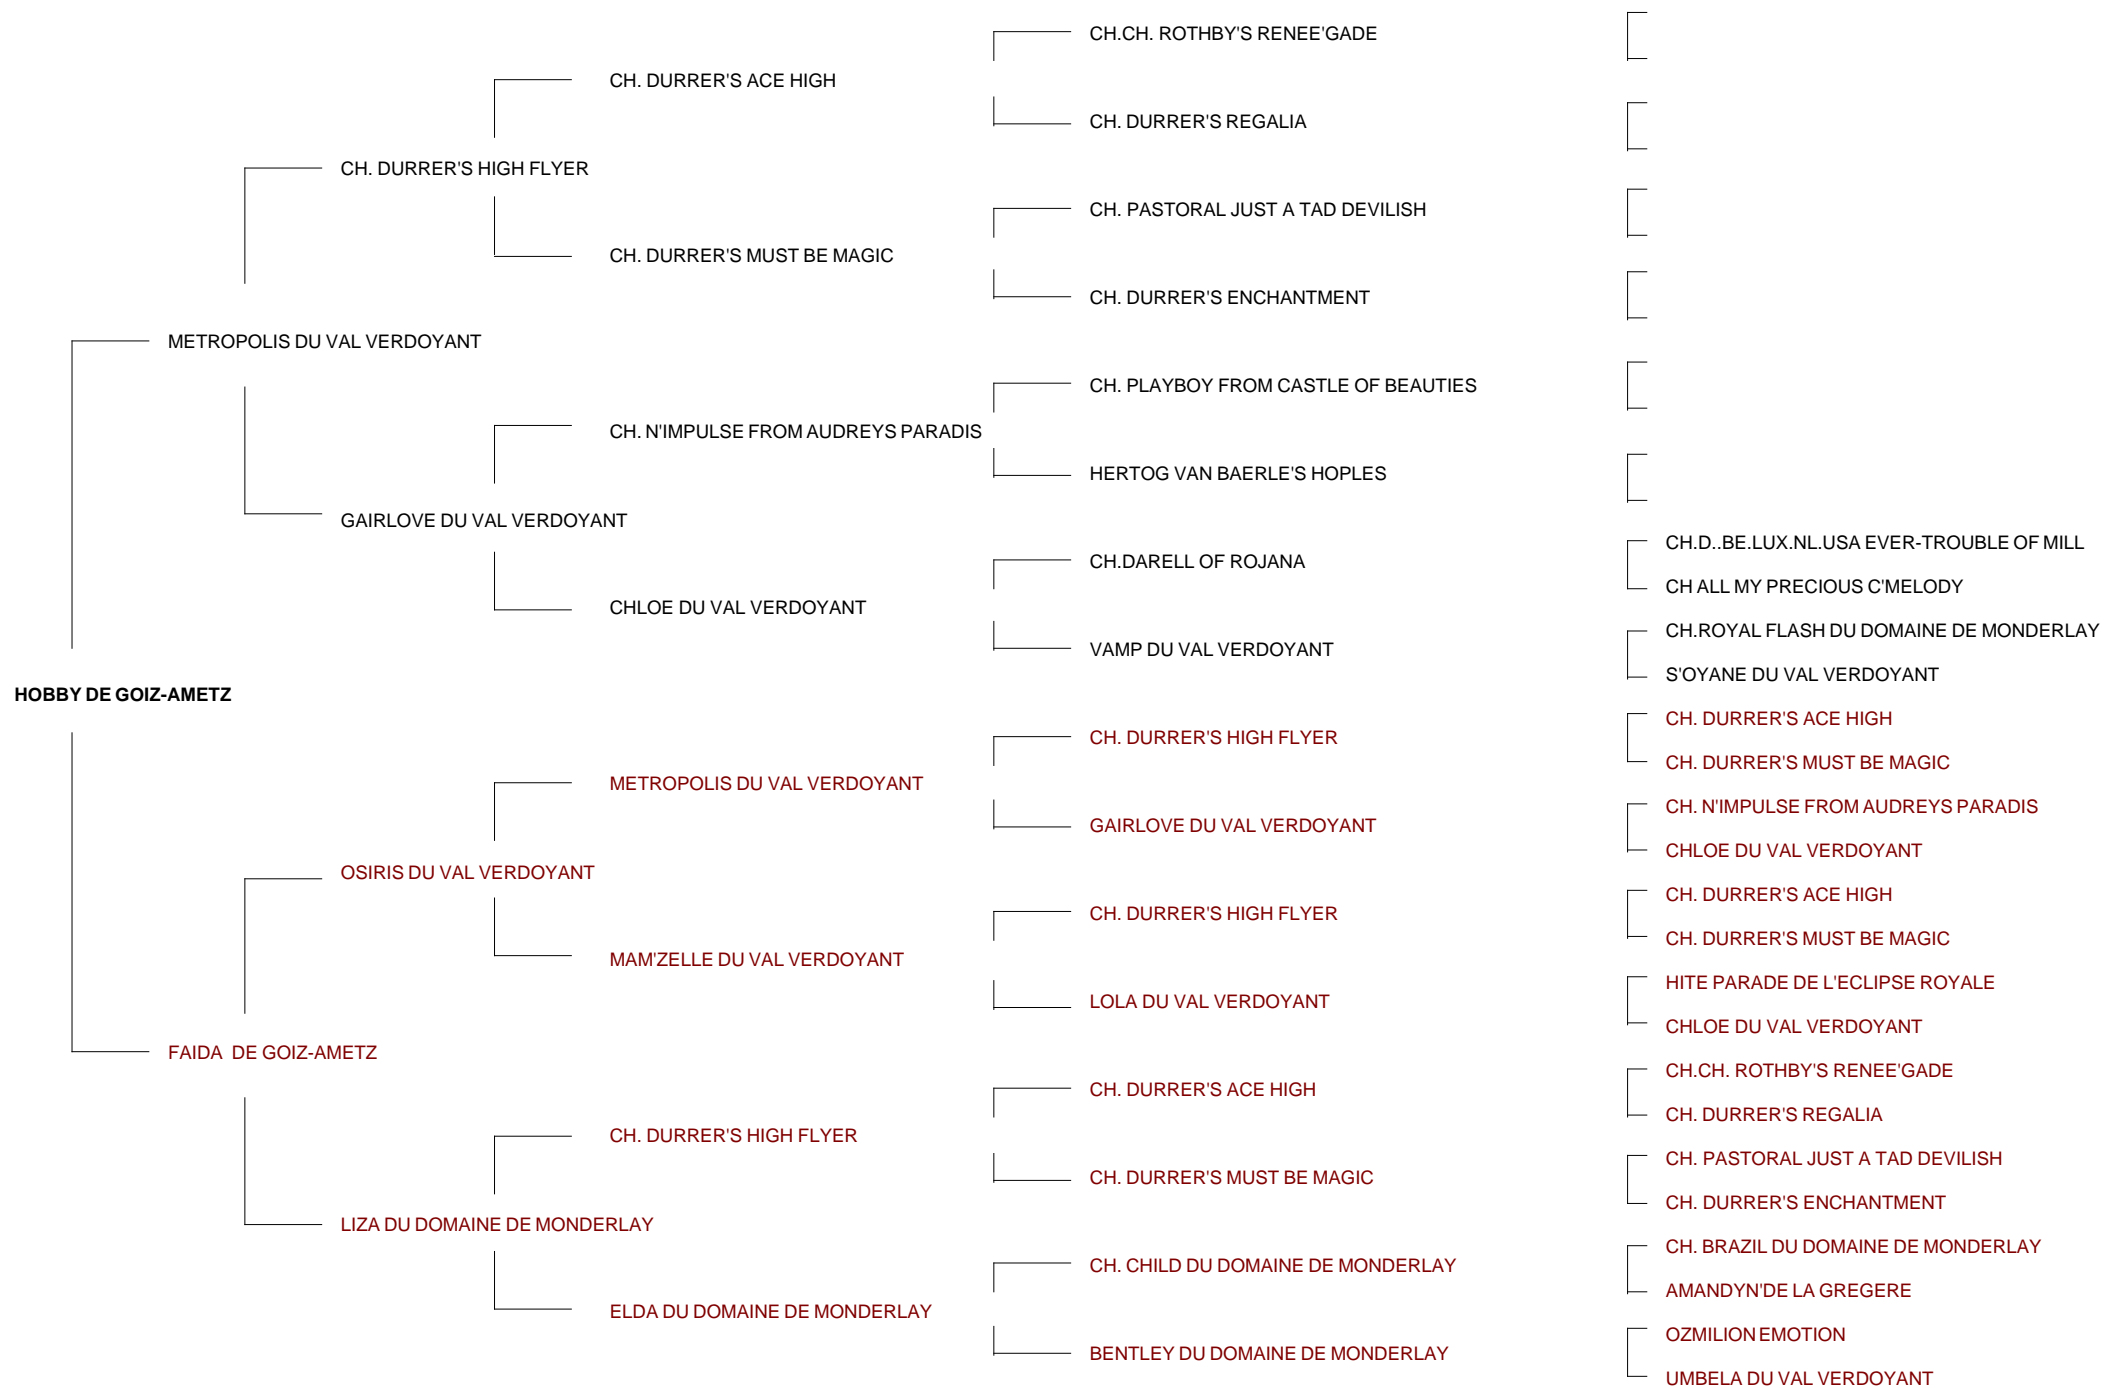 CH.CH. ROTHBY'S RENEE'GADE
CH. DURRER'S ACE HIGH
CH. DURRER'S REGALIA
CH. DURRER'S HIGH FLYER
CH. PASTORAL JUST A TAD DEVILISH
CH. DURRER'S MUST BE MAGIC
CH. DURRER'S ENCHANTMENT
METROPOLIS DU VAL VERDOYANT
CH. PLAYBOY FROM CASTLE OF BEAUTIES
CH. N'IMPULSE FROM AUDREYS PARADIS
HERTOG VAN BAERLE'S HOPLES
GAIRLOVE DU VAL VERDOYANT
CH.D..BE.LUX.NL.USA EVER-TROUBLE OF MILL
CH.DARELL OF ROJANA
CH ALL MY PRECIOUS C'MELODY
CHLOE DU VAL VERDOYANT
CH.ROYAL FLASH DU DOMAINE DE MONDERLAY
VAMP DU VAL VERDOYANT
S'OYANE DU VAL VERDOYANT
HOBBY DE GOIZ-AMETZ
CH. DURRER'S ACE HIGH
CH. DURRER'S HIGH FLYER
CH. DURRER'S MUST BE MAGIC
METROPOLIS DU VAL VERDOYANT
CH. N'IMPULSE FROM AUDREYS PARADIS
GAIRLOVE DU VAL VERDOYANT
CHLOE DU VAL VERDOYANT
OSIRIS DU VAL VERDOYANT
CH. DURRER'S ACE HIGH
CH. DURRER'S HIGH FLYER
CH. DURRER'S MUST BE MAGIC
MAM'ZELLE DU VAL VERDOYANT
HITE PARADE DE L'ECLIPSE ROYALE
LOLA DU VAL VERDOYANT
CHLOE DU VAL VERDOYANT
FAIDA DE GOIZ-AMETZ
CH.CH. ROTHBY'S RENEE'GADE
CH. DURRER'S ACE HIGH
CH. DURRER'S REGALIA
CH. DURRER'S HIGH FLYER
CH. PASTORAL JUST A TAD DEVILISH
CH. DURRER'S MUST BE MAGIC
CH. DURRER'S ENCHANTMENT
LIZA DU DOMAINE DE MONDERLAY
CH. BRAZIL DU DOMAINE DE MONDERLAY
CH. CHILD DU DOMAINE DE MONDERLAY
AMANDYN'DE LA GREGERE
ELDA DU DOMAINE DE MONDERLAY
OZMILION EMOTION
BENTLEY DU DOMAINE DE MONDERLAY
UMBELA DU VAL VERDOYANT